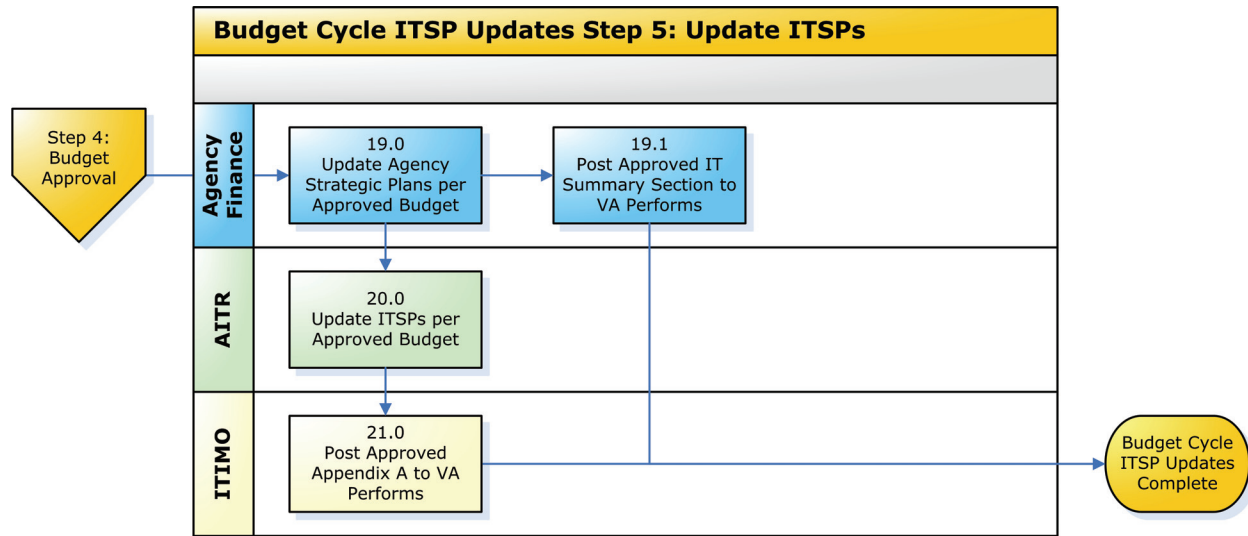 Budget Cycle ITSP Updates Step 5: Update ITSPs
Step 4:
Budget
Approval
Agency
Finance
19.0
Update Agency
Strategic Plans per
Approved Budget
19.1
Post Approved IT
Summary Section to
VA Performs
AITR
20.0
Update ITSPs per
Approved Budget
ITIMO
21.0
Post Approved
Appendix A to VA
Performs
Budget Cycle
ITSP Updates
Complete